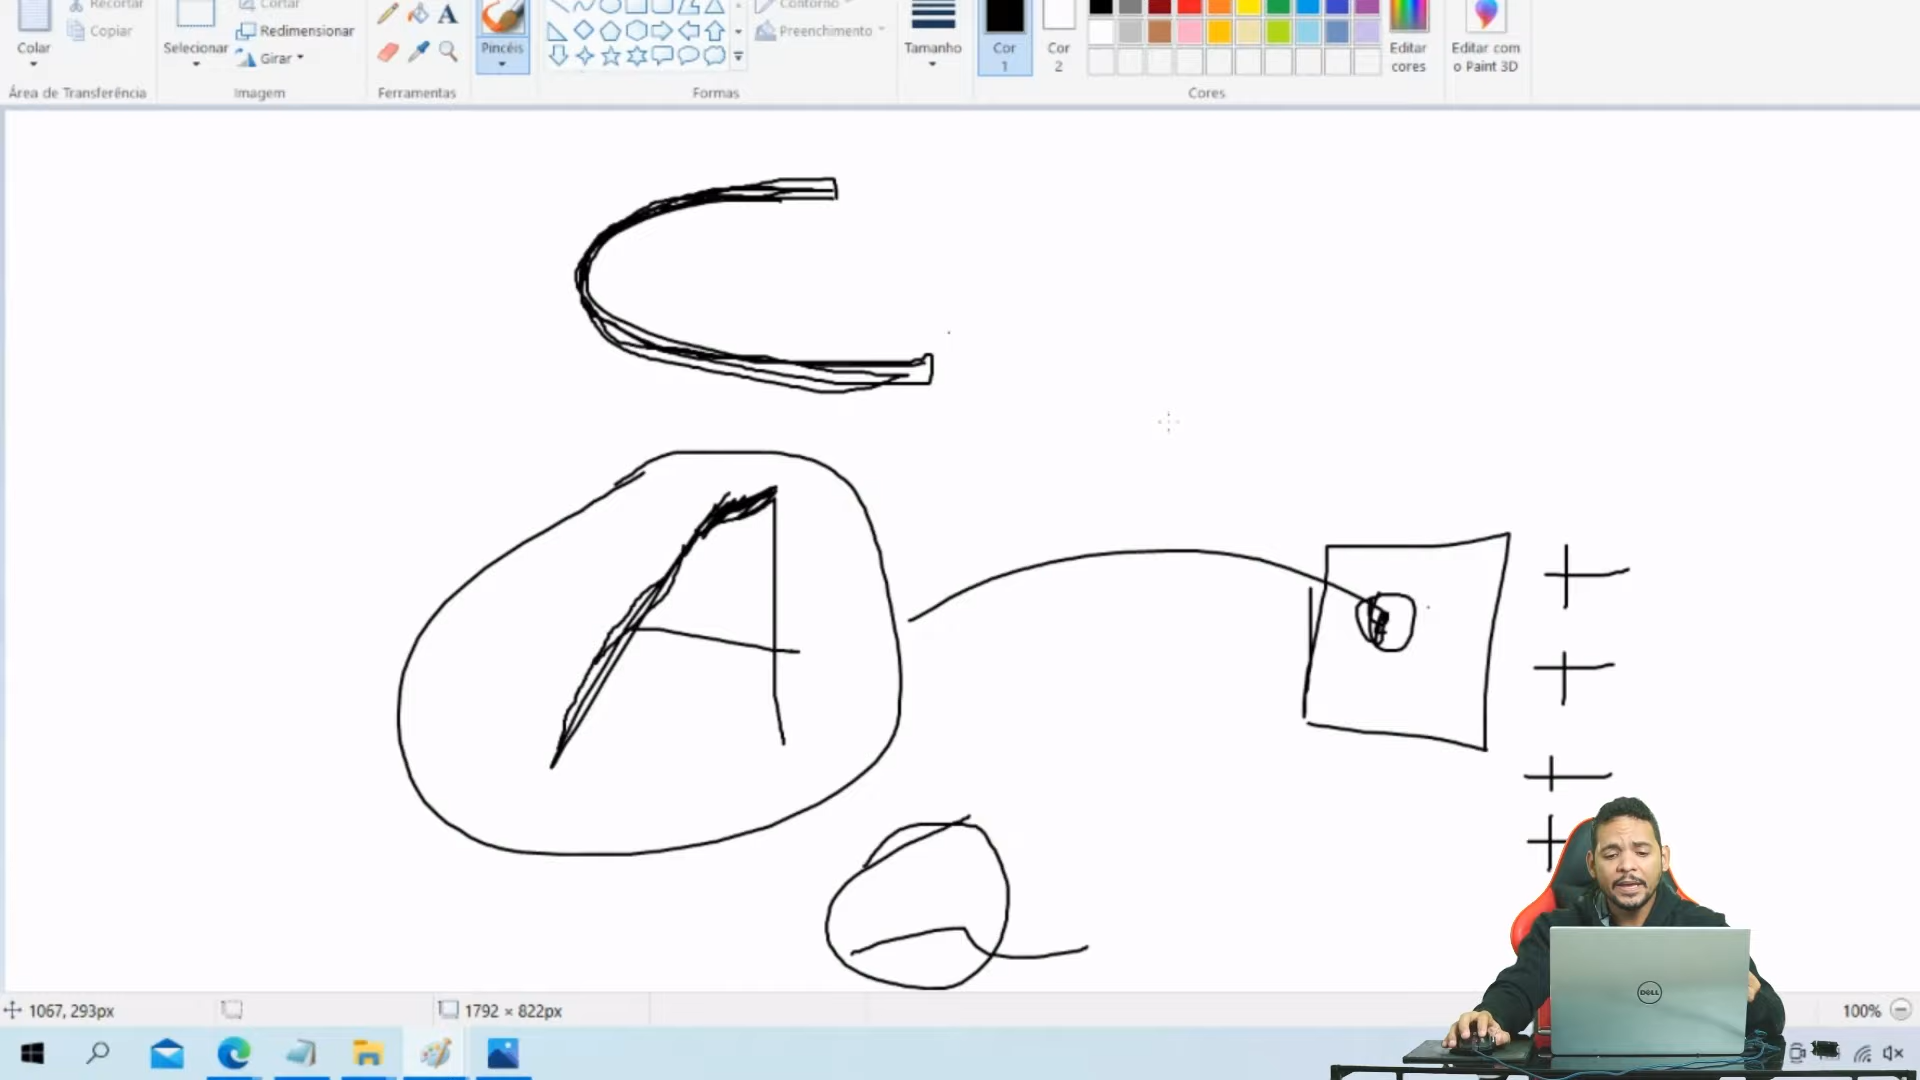 Recortar
Cortar
Contorno
Colar
Copiar
Selecionar
Redimensionar
Girar
A
Pincéis
Preenchimento
Tamanho
Cor
1
Cor
2
Editar
cores
Editar com
o Paint 3D
Área de Transferência
Imagem
Ferramentas
Formas
Cores
C
A
+
+
+
+
DELL
1067, 293px
1792 × 822px
100%